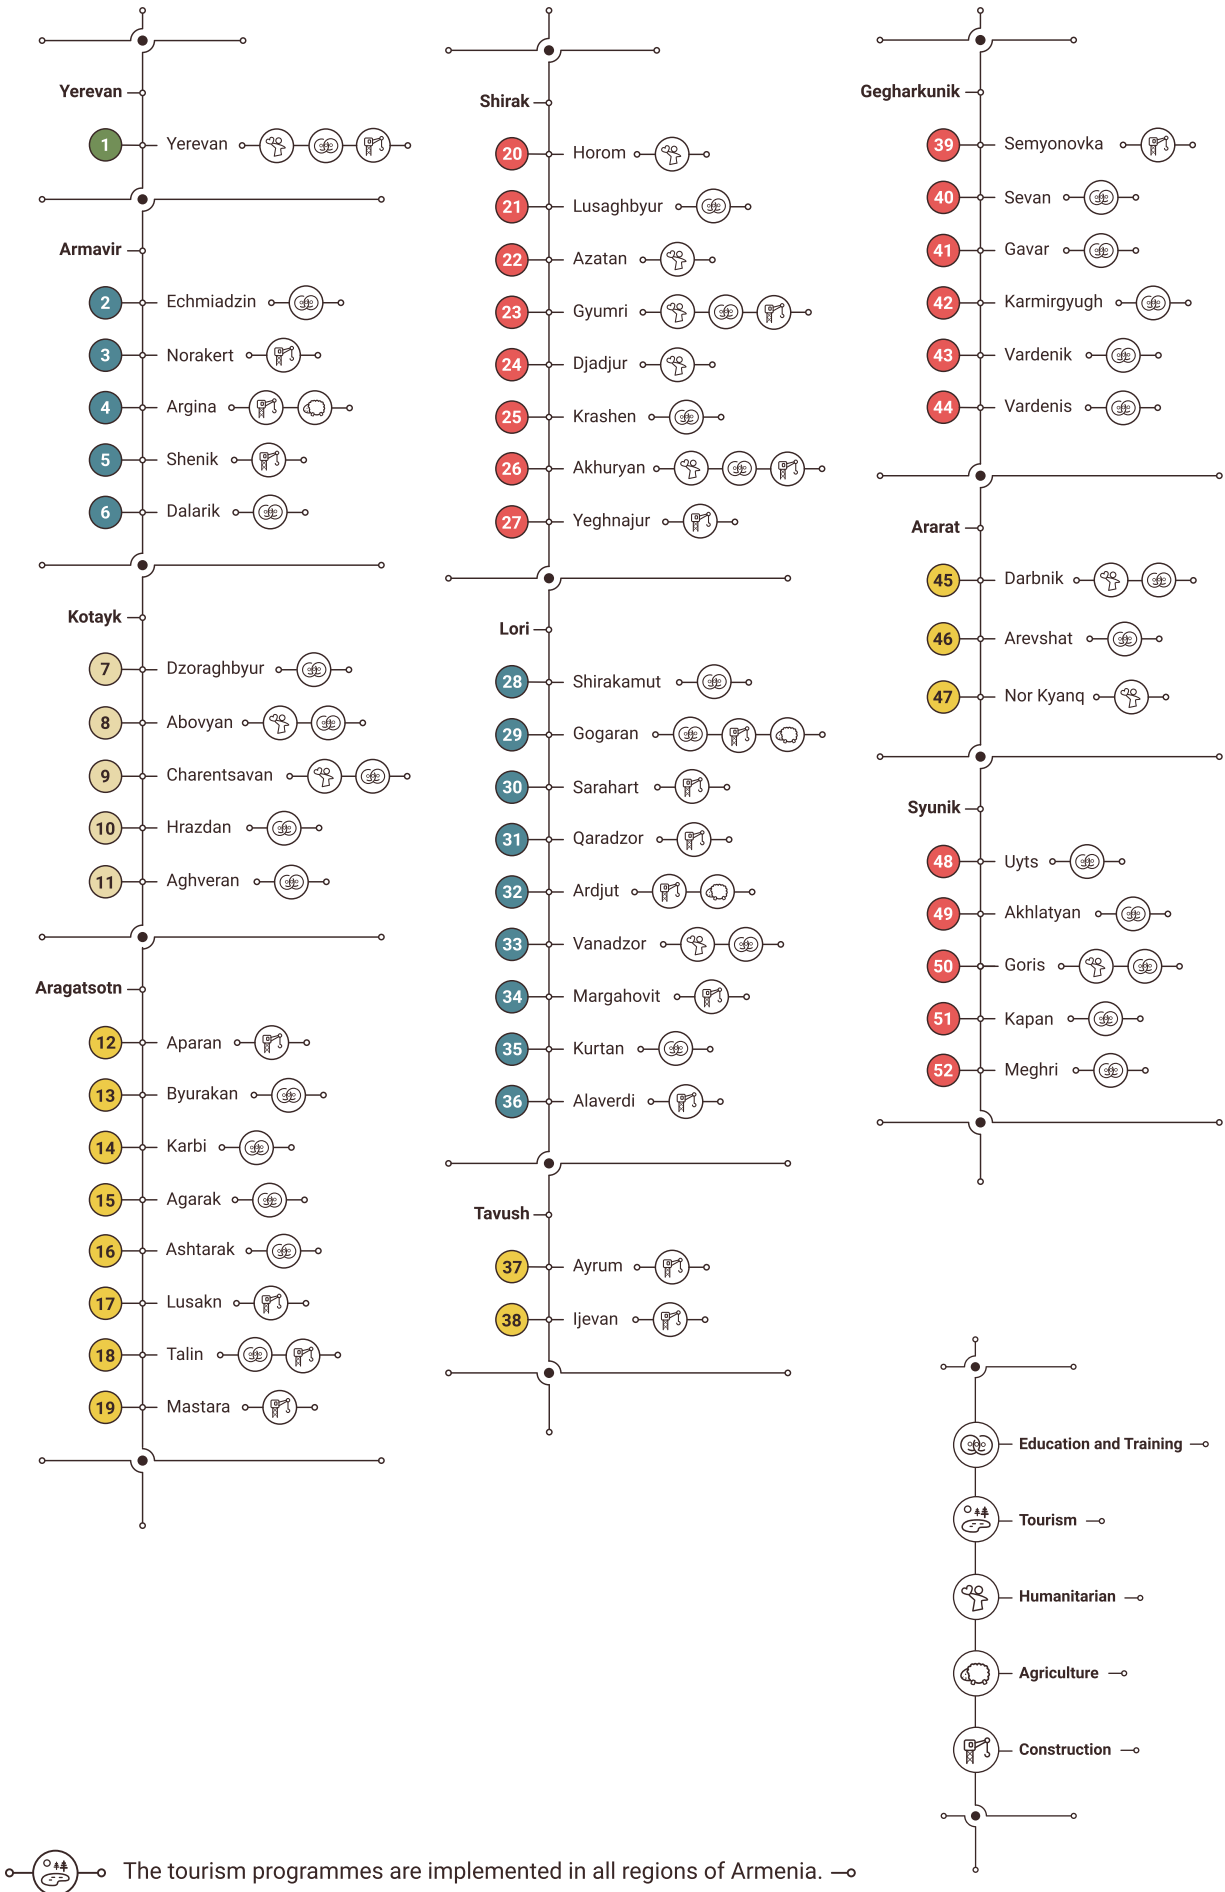 Yerevan
1 Yerevan
Armavir
2 Echmiadzin
3 Norakert
4 Argina
5 Shenik
6 Dalarik
Kotayk
7 Dzoraghbyur
8 Abovyan
9 Charentsavan
10 Hrazdan
11 Aghveran
Aragatsotn
12 Aparan
13 Byurakan
14 Karbi
15 Agarak
16 Ashtarak
17 Lusakn
18 Talin
19 Mastara
Shirak
20 Horom
21 Lusaghbyur
22 Azatan
23 Gyumri
24 Djadjur
25 Krashen
26 Akhuryan
27 Yeghnajur
Lori
28 Shirakamut
29 Gogaran
30 Sarahart
31 Qaradzor
32 Ardjut
33 Vanadzor
34 Margahovit
35 Kurtan
36 Alaverdi
Tavush
37 Ayrum
38 Ijevan
Gegharkunik
39 Semyonovka
40 Sevan
41 Gavar
42 Karmirgyugh
43 Vardenik
44 Vardenis
Ararat
45 Darbnik
46 Arevshat
47 Nor Kyanq
Syunik
48 Uyts
49 Akhlatyan
50 Goris
51 Kapan
52 Meghri
Education and Training
Tourism
Humanitarian
Agriculture
Construction
The tourism programmes are implemented in all regions of Armenia.